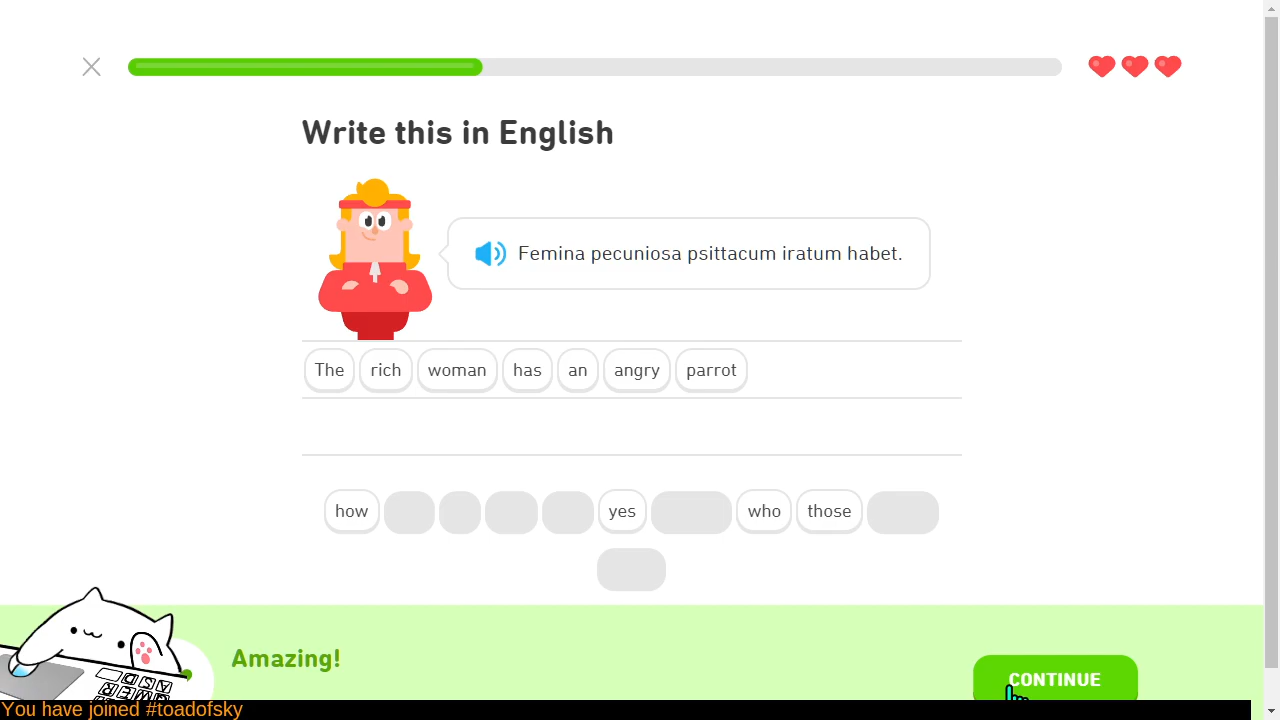 Write this in English
Femina pecuniosa psittacum iratum habet.
The rich woman has an angry parrot
how yes who those
Amazing!
CONTINUE
You have joined #toadofsky